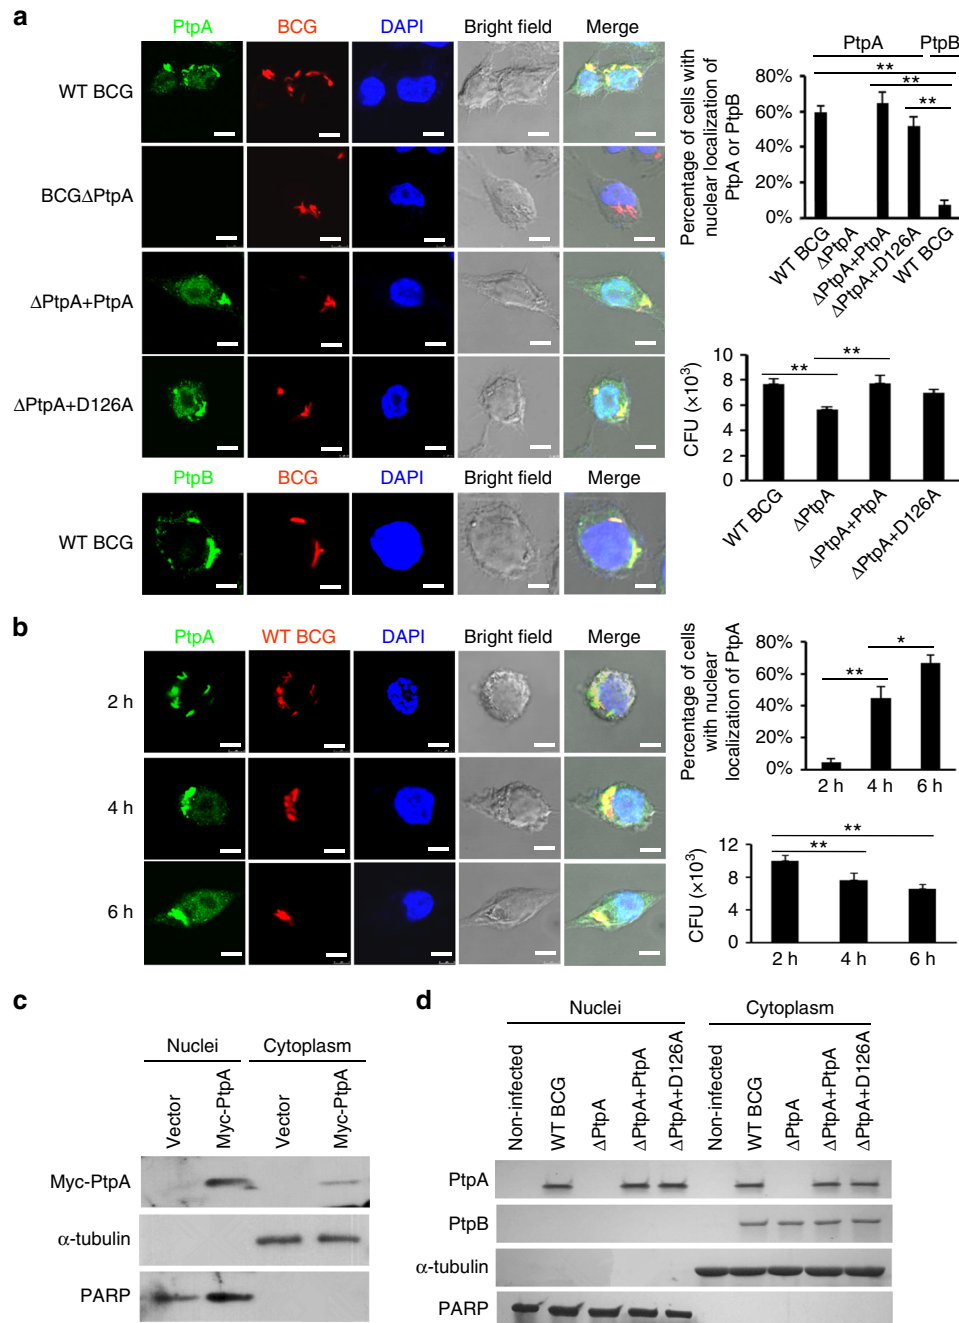 a
PtpA BCG DAPI Bright field Merge
WT BCG
BCGΔPtpA
ΔPtpA+PtpA
ΔPtpA+D126A
PtpB BCG DAPI Bright field Merge
WT BCG
Percentage of cells with
nuclear localization of
PtpA or PtpB
PtpA PtpB
**
**
**
80%
60%
40%
20%
0%
WT BCG
ΔPtpA
ΔPtpA+PtpA
ΔPtpA+D126A
WT BCG
CFU (×10³)
10
8
6
4
2
0
**
**
WT BCG
ΔPtpA
ΔPtpA+PtpA
ΔPtpA+D126A
b
PtpA WT BCG DAPI Bright field Merge
2 h
4 h
6 h
Percentage of cells
with nuclear
localization of PtpA
80%
60%
40%
20%
0%
**
*
2 h 4 h 6 h
CFU (×10³)
12
8
4
0
**
**
2 h 4 h 6 h
c
Nuclei Cytoplasm
Vector
Myc-PtpA
Vector
Myc-PtpA
Myc-PtpA
α-tubulin
PARP
d
Nuclei Cytoplasm
Non-infected
WT BCG
ΔPtpA
ΔPtpA+PtpA
ΔPtpA+D126A
Non-infected
WT BCG
ΔPtpA
ΔPtpA+PtpA
ΔPtpA+D126A
PtpA
PtpB
α-tubulin
PARP